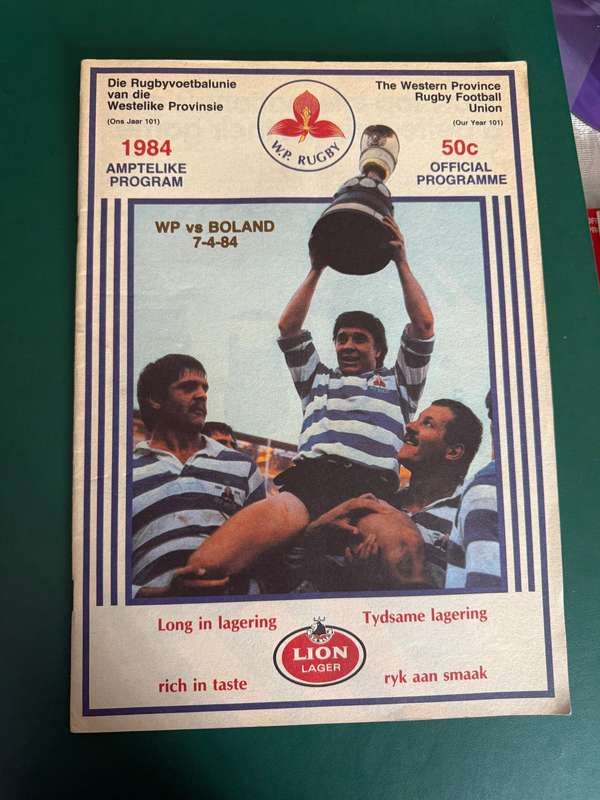 Die Rugbyvoetbalunie
van die
Westelike Provinsie
(Ons Jaar 101)
1984
AMPTELIKE
PROGRAM
W.P. RUGBY
The Western Province
Rugby Football
Union
(Our Year 101)
50c
OFFICIAL
PROGRAMME
WP vs BOLAND
7-4-84
Long in lagering
rich in taste
LION
LAGER
Tydsame lagering
ryk aan smaak